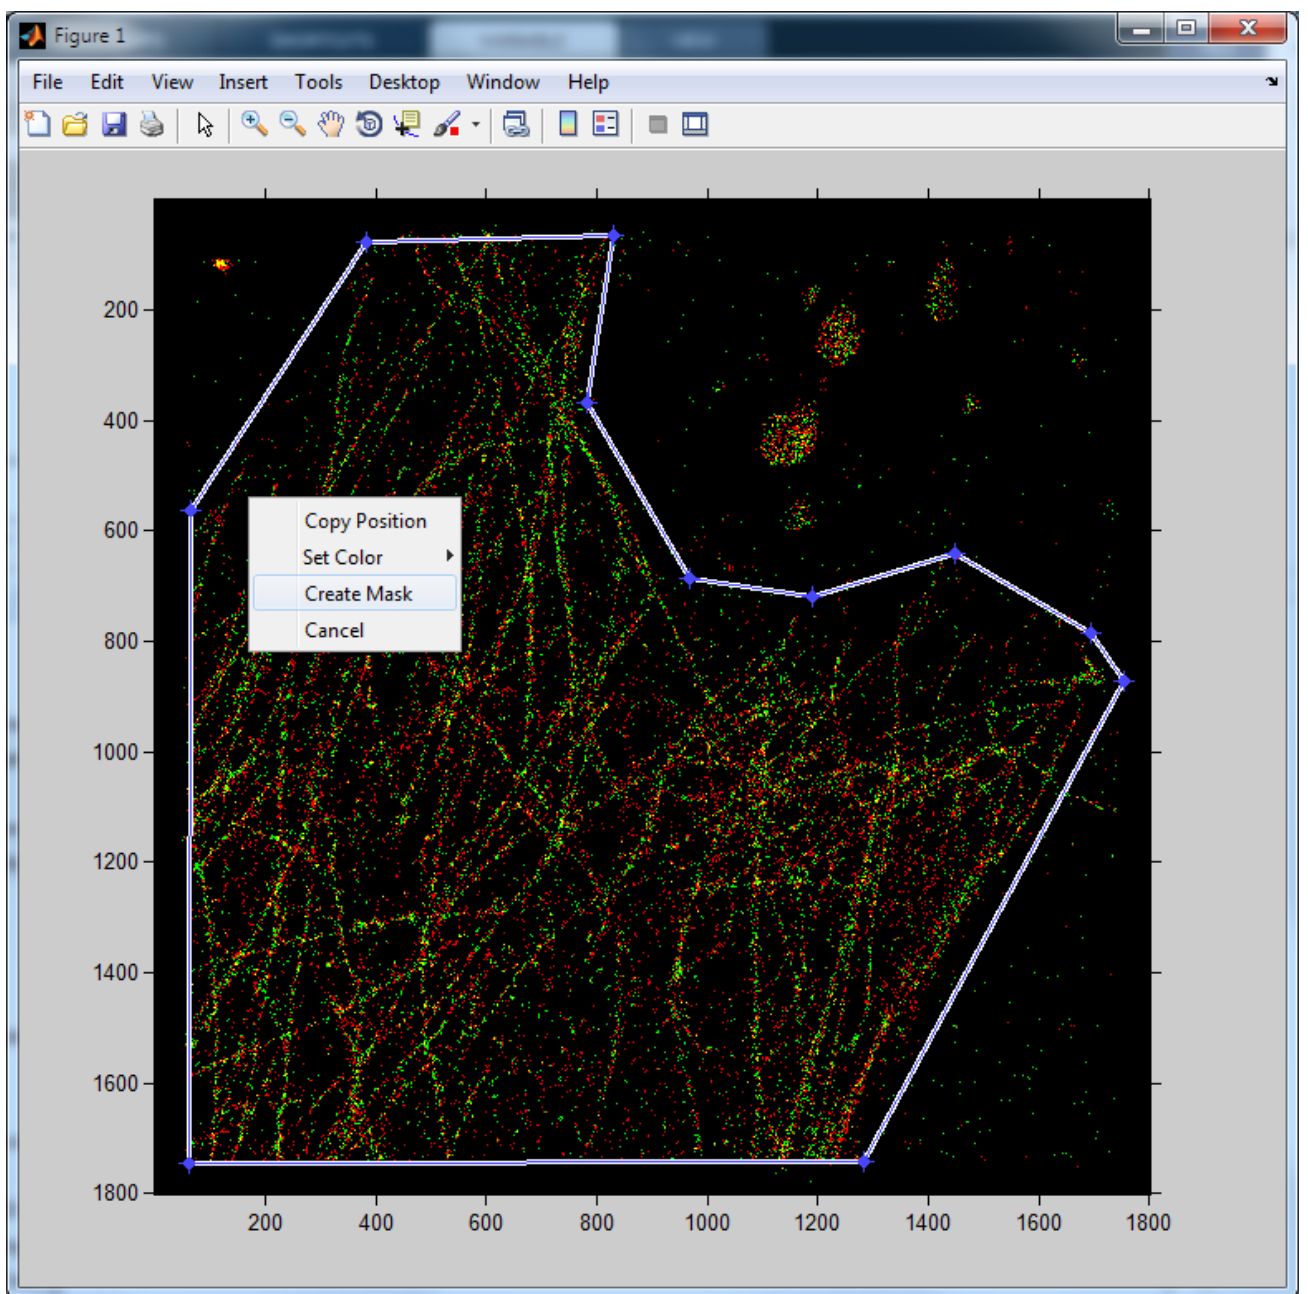 Figure 1
File Edit View Insert Tools Desktop Window Help
200
400
600
800
1000
1200
1400
1600
1800
Copy Position
Set Color
Create Mask
Cancel
200 400 600 800 1000 1200 1400 1600 1800